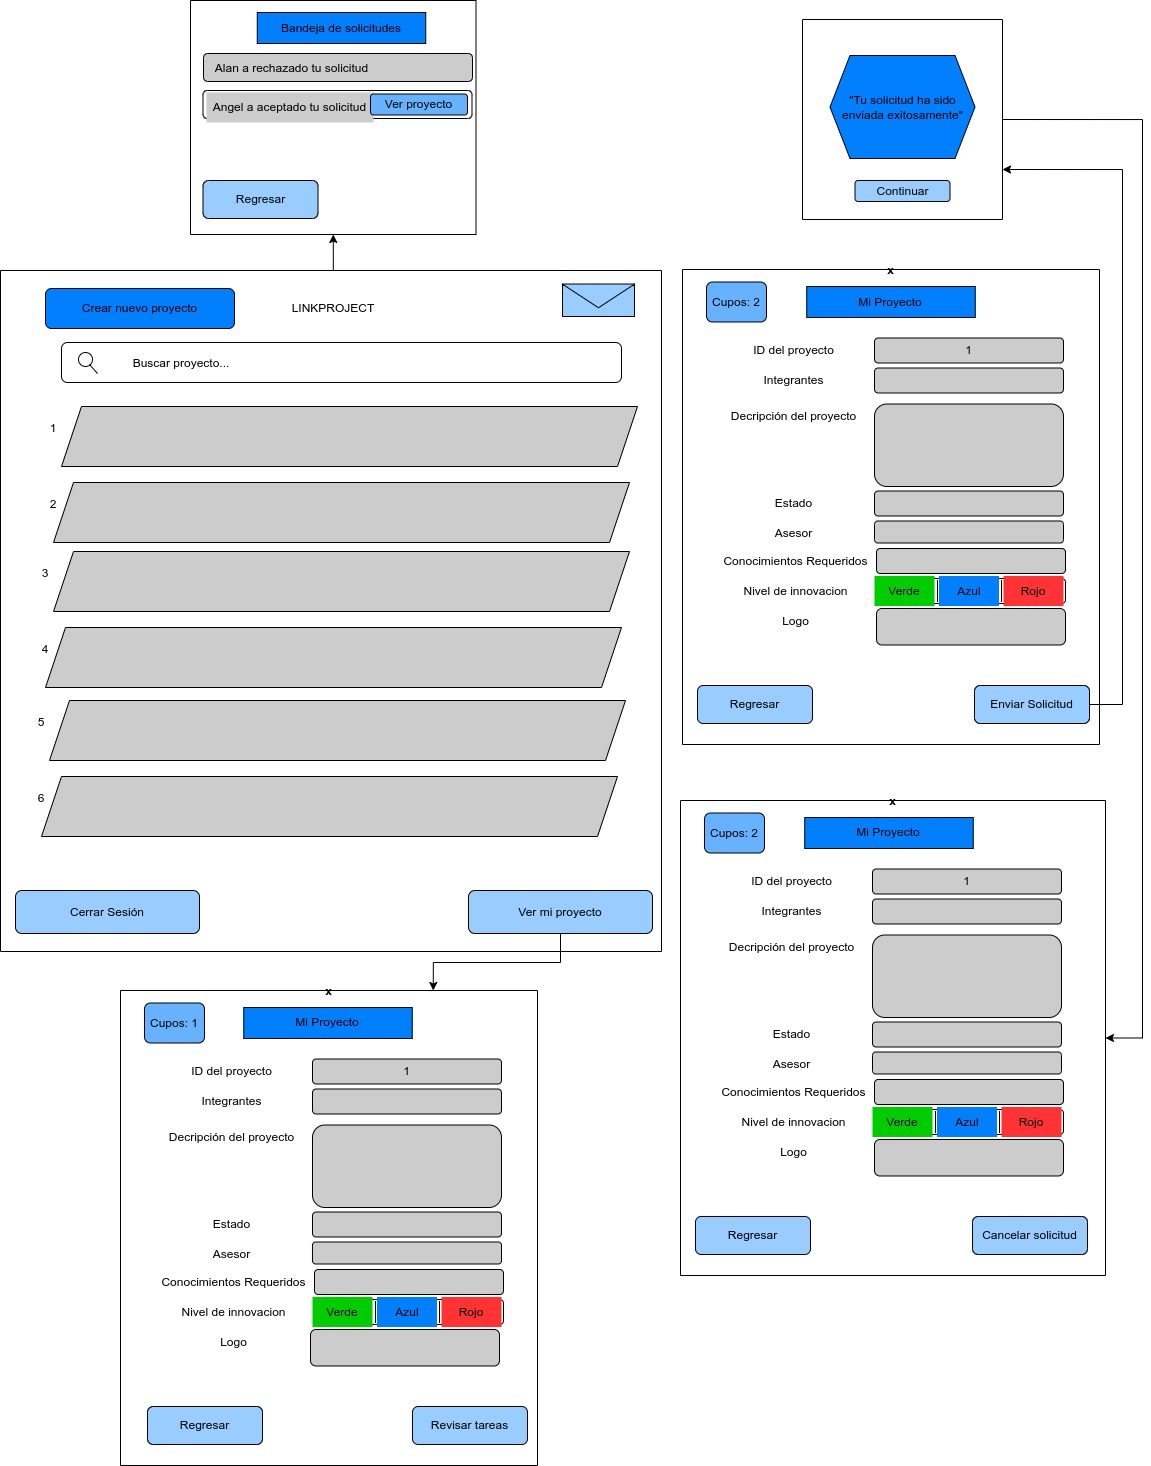 Bandeja de solicitudes
Alan a rechazado tu solicitud
Angel a aceptado tu solicitud
Ver proyecto
Regresar
"Tu solicitud ha sido
enviada exitosamente"
Continuar
Crear nuevo proyecto
LINKPROJECT
Buscar proyecto...
1
2
3
4
5
6
Cerrar Sesión
Ver mi proyecto
x
Cupos: 2
Mi Proyecto
ID del proyecto
1
Integrantes
Decripción del proyecto
Estado
Asesor
Conocimientos Requeridos
Nivel de innovacion
Verde
Azul
Rojo
Logo
Regresar
Enviar Solicitud
x
Cupos: 2
Mi Proyecto
ID del proyecto
1
Integrantes
Decripción del proyecto
Estado
Asesor
Conocimientos Requeridos
Nivel de innovacion
Verde
Azul
Rojo
Logo
Regresar
Cancelar solicitud
x
Cupos: 1
Mi Proyecto
ID del proyecto
1
Integrantes
Decripción del proyecto
Estado
Asesor
Conocimientos Requeridos
Nivel de innovacion
Verde
Azul
Rojo
Logo
Regresar
Revisar tareas